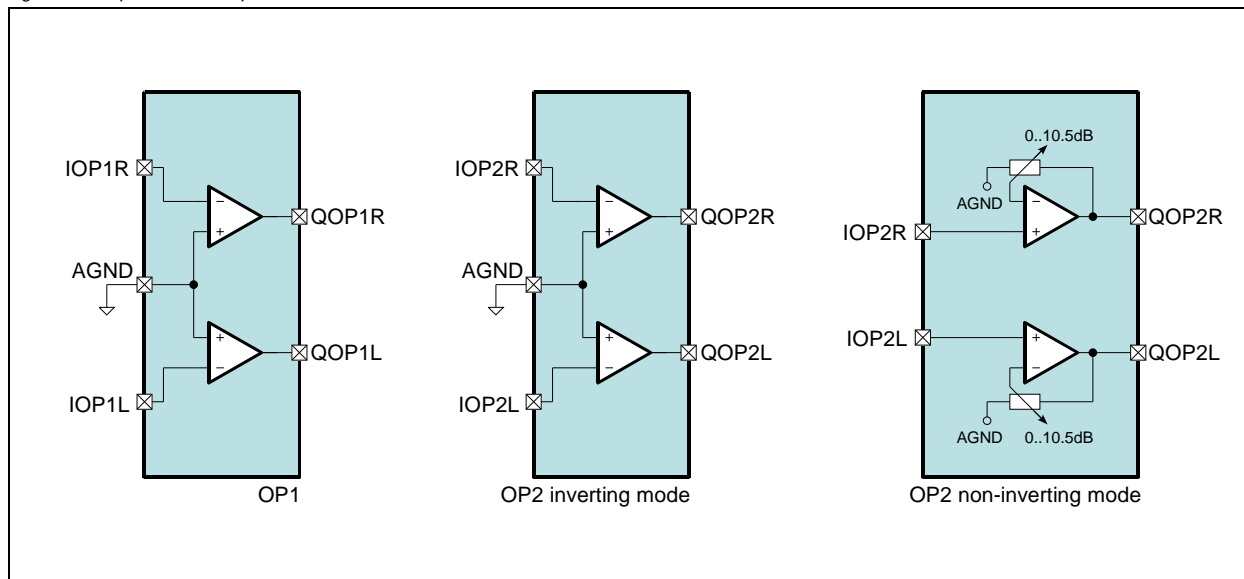 IOP1R
QOP1R
AGND
QOP1L
IOP1L
OP1
IOP2R
QOP2R
AGND
QOP2L
IOP2L
OP2 inverting mode
0..10.5dB
AGND
QOP2R
IOP2R
IOP2L
QOP2L
AGND
0..10.5dB
OP2 non-inverting mode